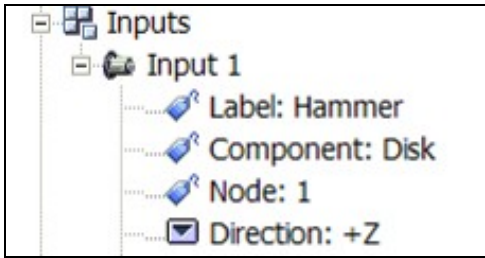 Inputs
Input 1
Label: Hammer
Component: Disk
Node: 1
Direction: +Z